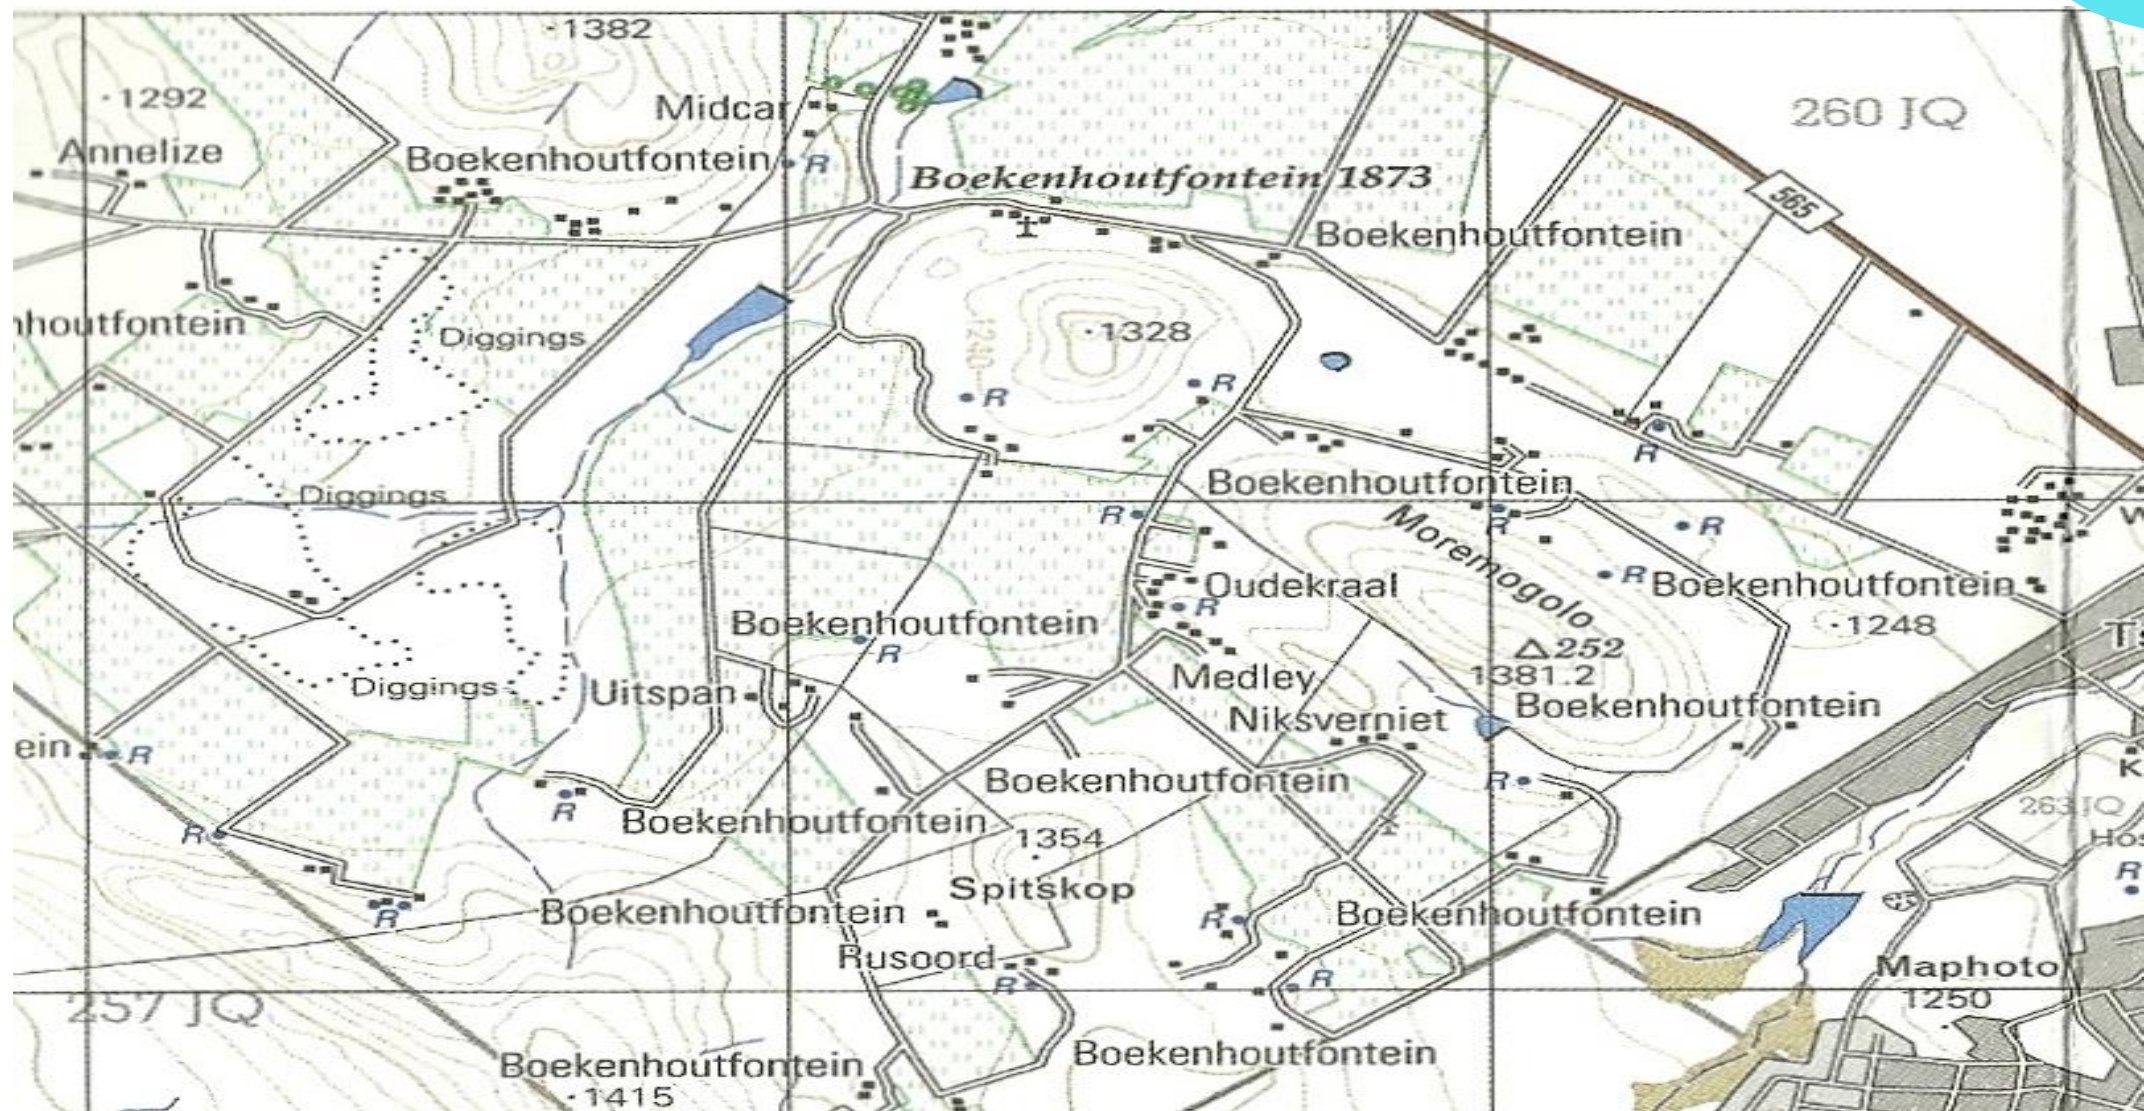 1382
1292
Midcar
260 JQ
Annelize
Boekenhoutfontein
R
Boekenhoutfontein 1873
565
Boekenhoutfontein
houtfontein
Diggings
1240
1328
R
R
R
Diggings
Boekenhoutfontein
R
R
R
Moremogolo
R
Oudekraal
Boekenhoutfontein
R
Boekenhoutfontein
1248
R
△252
1381.2
Medley
Diggings
Uitspan
Niksverniet
Boekenhoutfontein
ein
R
R
Boekenhoutfontein
R
K
263 JQ
R
Boekenhoutfontein
1354
R
Spitskop
R
Boekenhoutfontein
R
Boekenhoutfontein
Rusoord
R
R
Maphoto
1250
257 JQ
Boekenhoutfontein
Boekenhoutfontein
1415